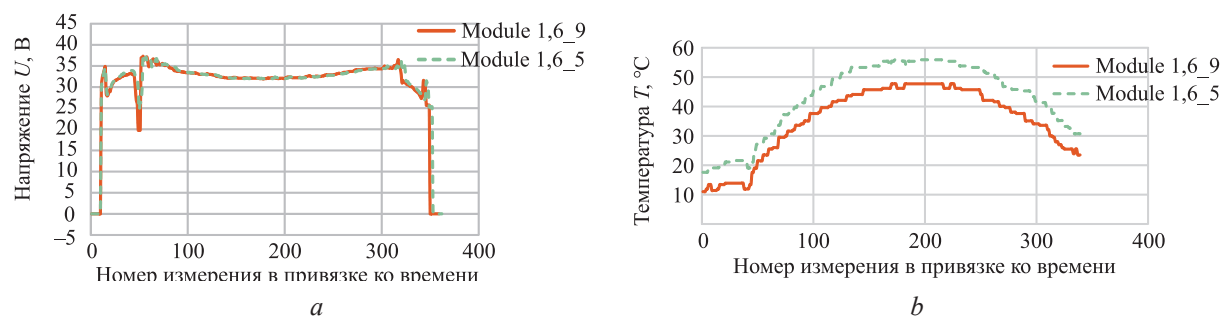 Напряжение U, В
45
40
35
30
25
20
15
10
5
5
0
–5
0
100
200
300
400
Module 1,6_9
Module 1,6_5
Номер измерения в привязке ко времени
a
Температура T, °C
60
50
40
30
20
10
0
100
200
300
400
Module 1,6_9
Module 1,6_5
Номер измерения в привязке ко времени
b